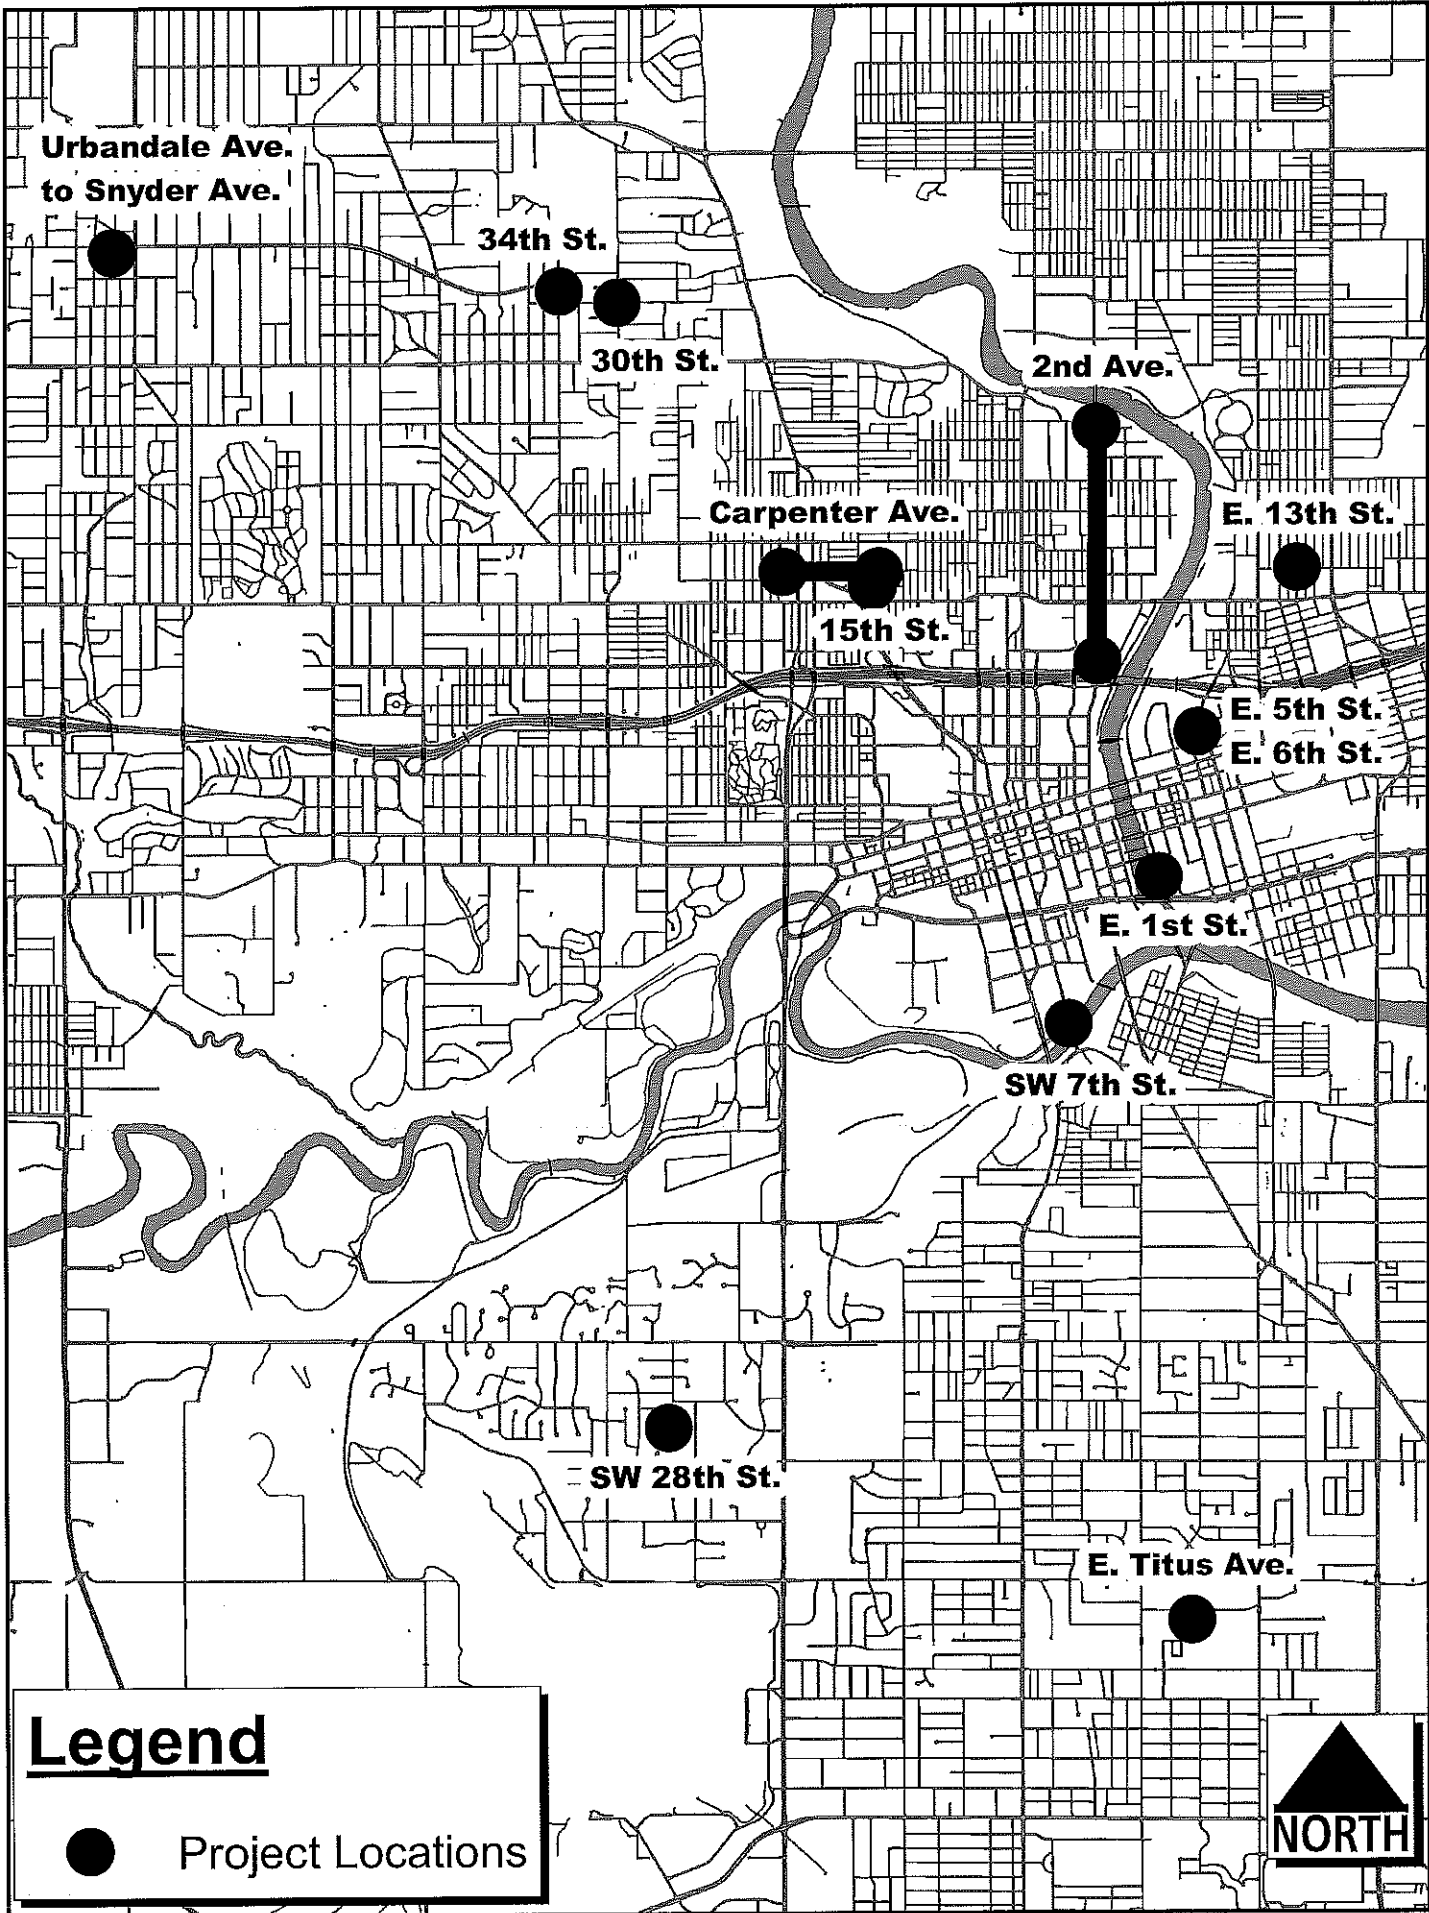 Urbandale Ave.
to Snyder Ave.
34th St.
30th St.
2nd Ave.
Carpenter Ave.
E. 13th St.
15th St.
E. 5th St.
E. 6th St.
E. 1st St.
SW 7th St.
SW 28th St.
E. Titus Ave.
Legend
Project Locations
NORTH